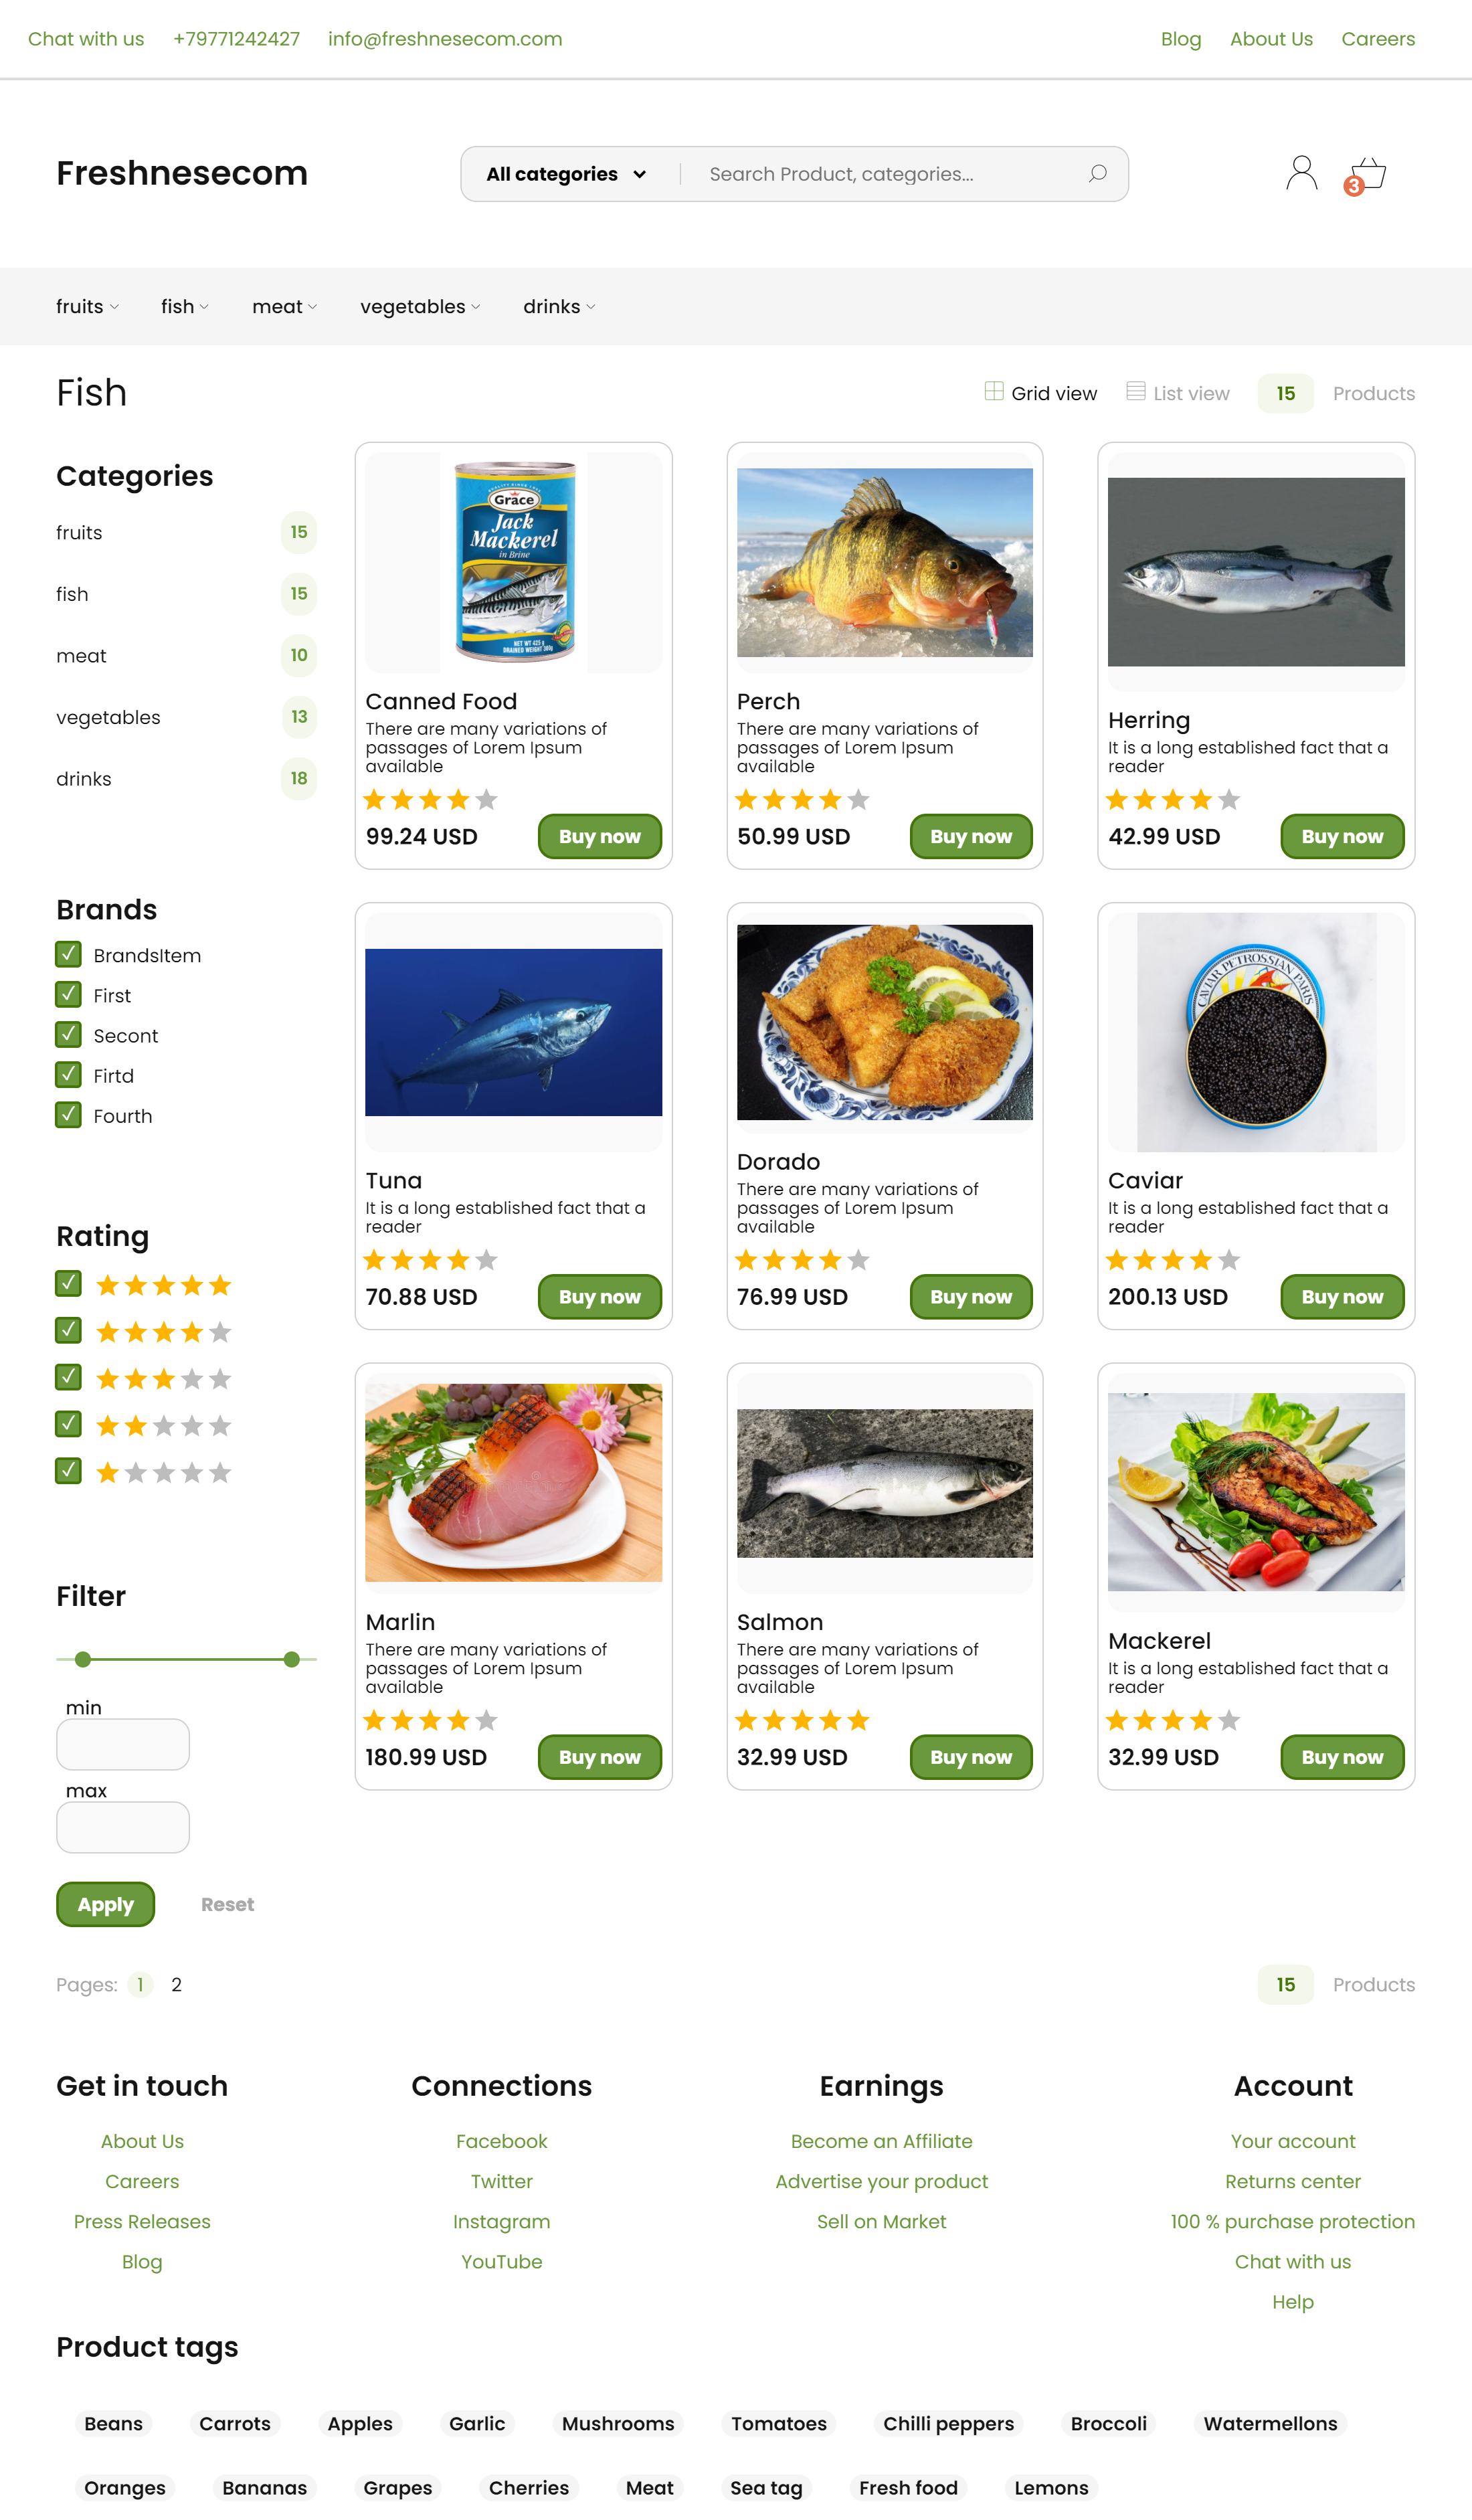 Chat with us +79771242427 info@freshnesecom.com Blog About Us Careers
Freshnesecom All categories Search Product, categories... 3
fruits fish meat vegetables drinks
Fish Grid view List view 15 Products
Categories
fruits 15
fish 15
meat 10
vegetables 13
drinks 18
Brands
BrandsItem
First
Secont
Firtd
Fourth
Rating
Filter
min
max
Apply Reset
Grace
Jack
Mackerel
in Brine
NET WT 425 g
DRAINED WEIGHT 360g
Canned Food
There are many variations of
passages of Lorem Ipsum
available
99.24 USD Buy now
Perch
There are many variations of
passages of Lorem Ipsum
available
50.99 USD Buy now
Herring
It is a long established fact that a
reader
42.99 USD Buy now
Tuna
It is a long established fact that a
reader
70.88 USD Buy now
Dorado
There are many variations of
passages of Lorem Ipsum
available
76.99 USD Buy now
CAVIAR PETROSSIAN PARIS
Caviar
It is a long established fact that a
reader
200.13 USD Buy now
Marlin
There are many variations of
passages of Lorem Ipsum
available
180.99 USD Buy now
Salmon
There are many variations of
passages of Lorem Ipsum
available
32.99 USD Buy now
Mackerel
It is a long established fact that a
reader
32.99 USD Buy now
Pages: 1 2 15 Products
Get in touch
About Us
Careers
Press Releases
Blog
Connections
Facebook
Twitter
Instagram
YouTube
Earnings
Become an Affiliate
Advertise your product
Sell on Market
Account
Your account
Returns center
100 % purchase protection
Chat with us
Help
Product tags
Beans Carrots Apples Garlic Mushrooms Tomatoes Chilli peppers Broccoli Watermellons
Oranges Bananas Grapes Cherries Meat Sea tag Fresh food Lemons